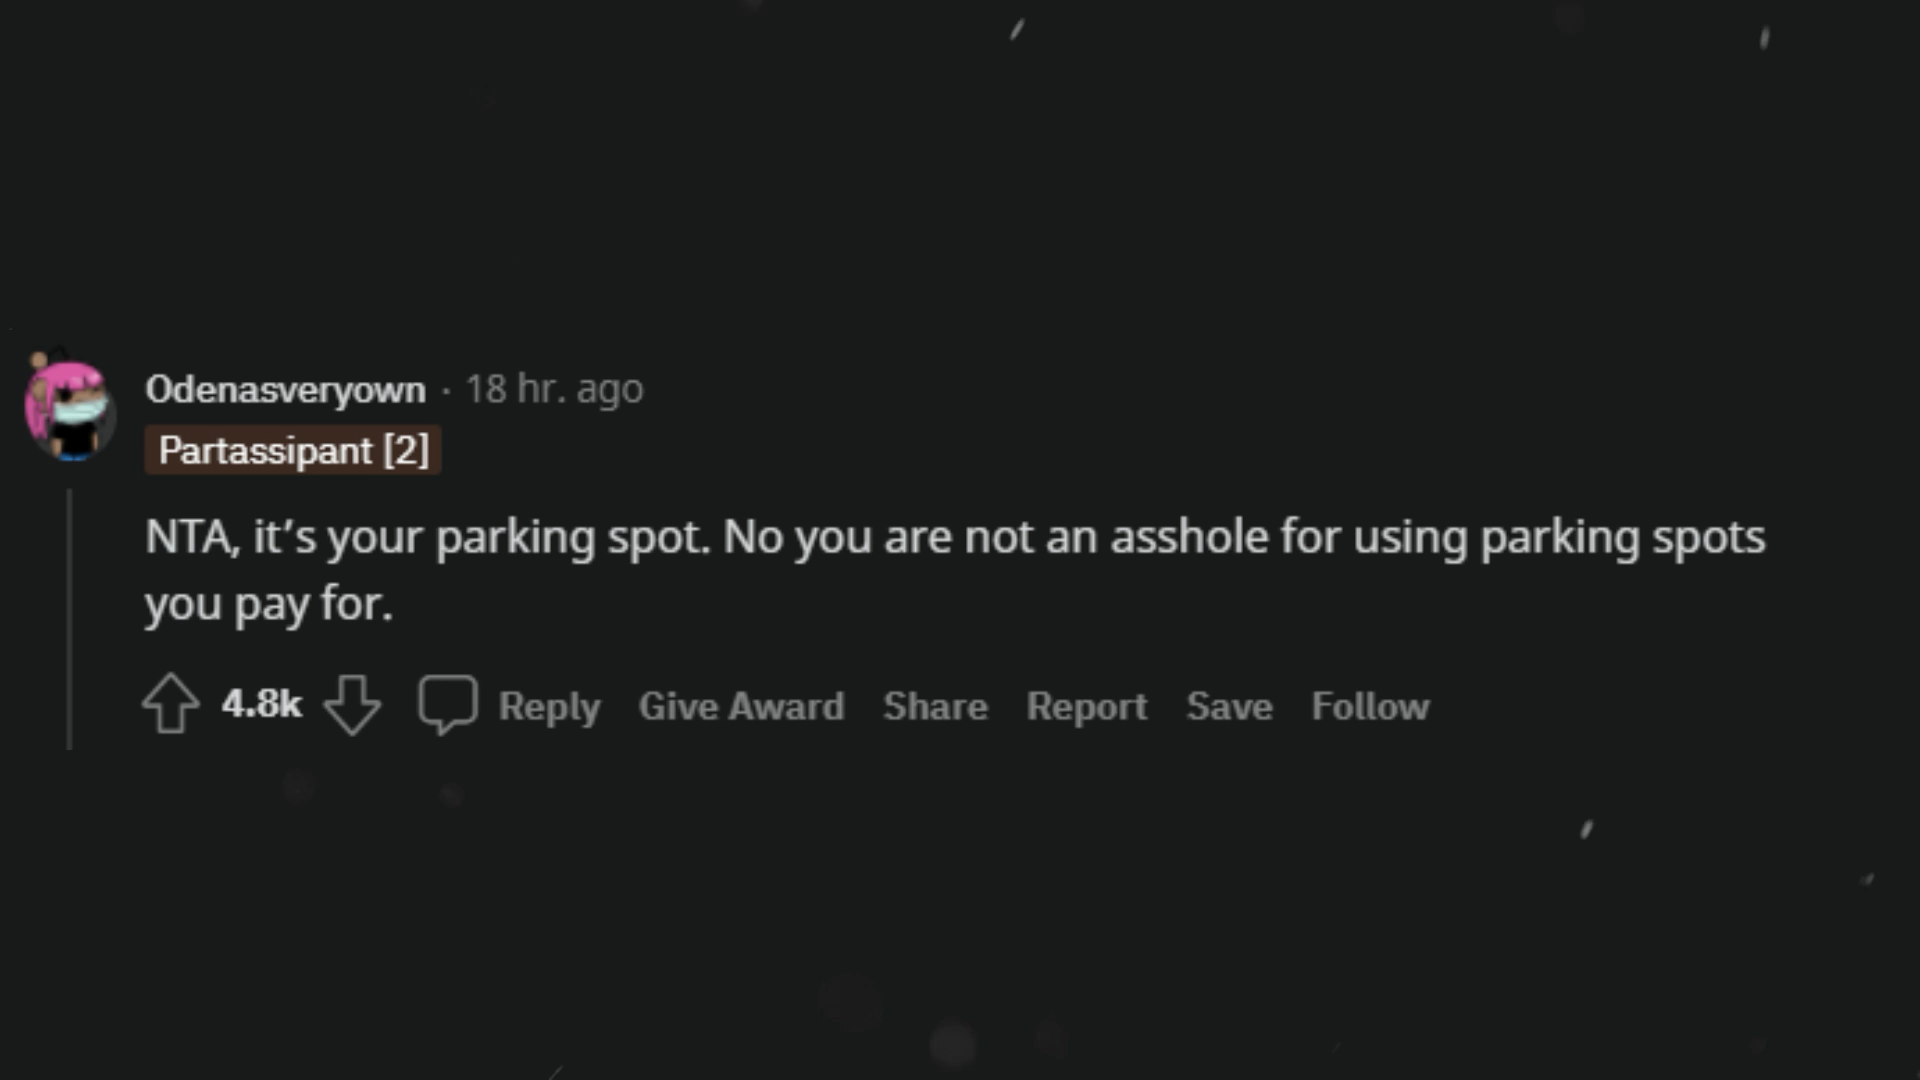 Odenasveryown · 18 hr. ago
Partassipant [2]
NTA, it’s your parking spot. No you are not an asshole for using parking spots
you pay for.
4.8k Reply Give Award Share Report Save Follow